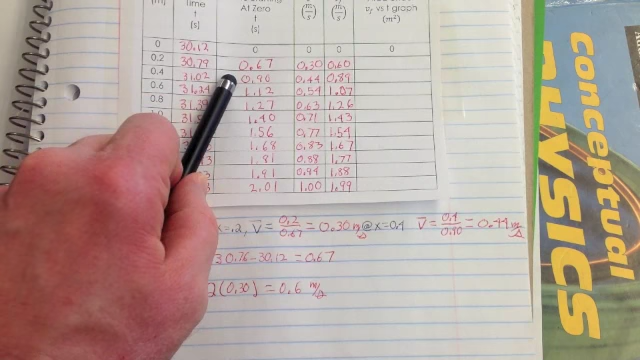 Time
At Zero
v_f vs t graph
t t (m/s) (m/s) (m²)
(s) (s)
0 30.12 0 0 0 0
0.2 30.79 0.67 0.30 0.60
0.4 31.02 0.90 0.44 0.89
0.6 31.24 1.12 0.54 1.07
0.8 1.27 0.63 1.26
1.40 0.71 1.43
1.56 0.77 1.54
1.68 0.83 1.67
1.81 0.88 1.77
1.91 0.94 1.88
2.01 1.00 1.99
x=.2, V̄ = 0.2/0.67 = 0.30 m/s @ x=0.4 V̄ = 0.4/0.90 = 0.44 m/s
30.76-30.12 = 0.67
2(0.30) = 0.6 m/s
conceptual
PHYSICS